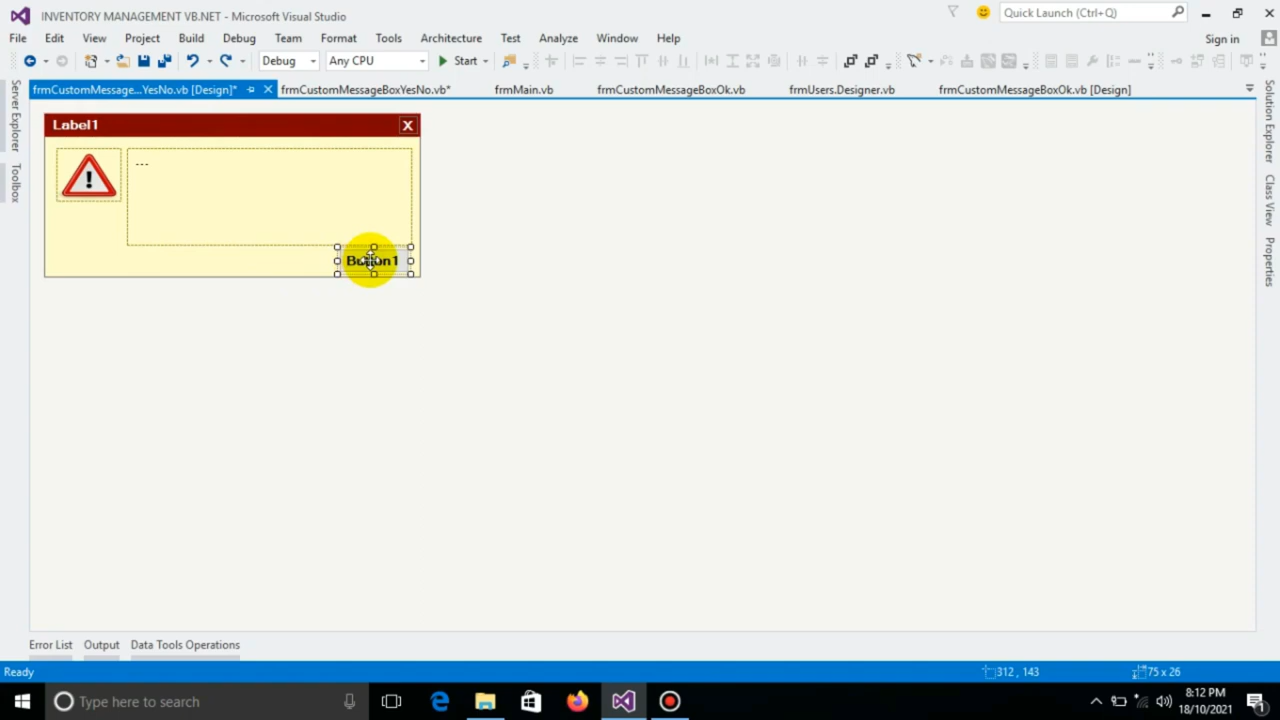 INVENTORY MANAGEMENT VB.NET - Microsoft Visual Studio
Quick Launch (Ctrl+Q)
File Edit View Project Build Debug Team Format Tools Architecture Test Analyze Window Help
Sign in
Debug Any CPU Start
frmCustomMessage...YesNo.vb [Design]* frmCustomMessageBoxYesNo.vb* frmMain.vb frmCustomMessageBoxOk.vb frmUsers.Designer.vb frmCustomMessageBoxOk.vb [Design]
Server Explorer
Toolbox
Solution Explorer
Class View
Properties
Label1
X
---
Button1
Error List Output Data Tools Operations
Ready
312 , 143
75 x 26
Type here to search
8:12 PM
18/10/2021
1